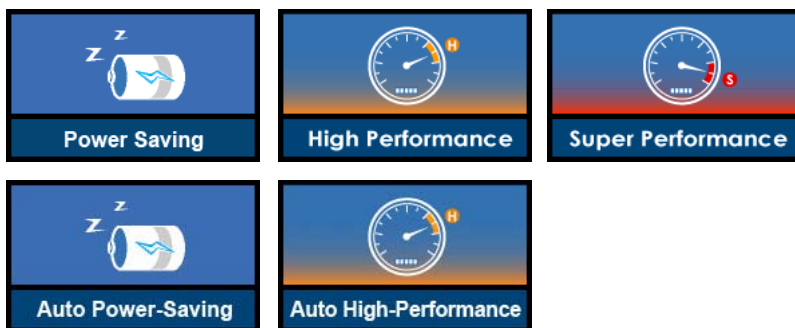 z
Z
Power Saving
H
High Performance
S
Super Performance
z
Z
Auto Power-Saving
H
Auto High-Performance